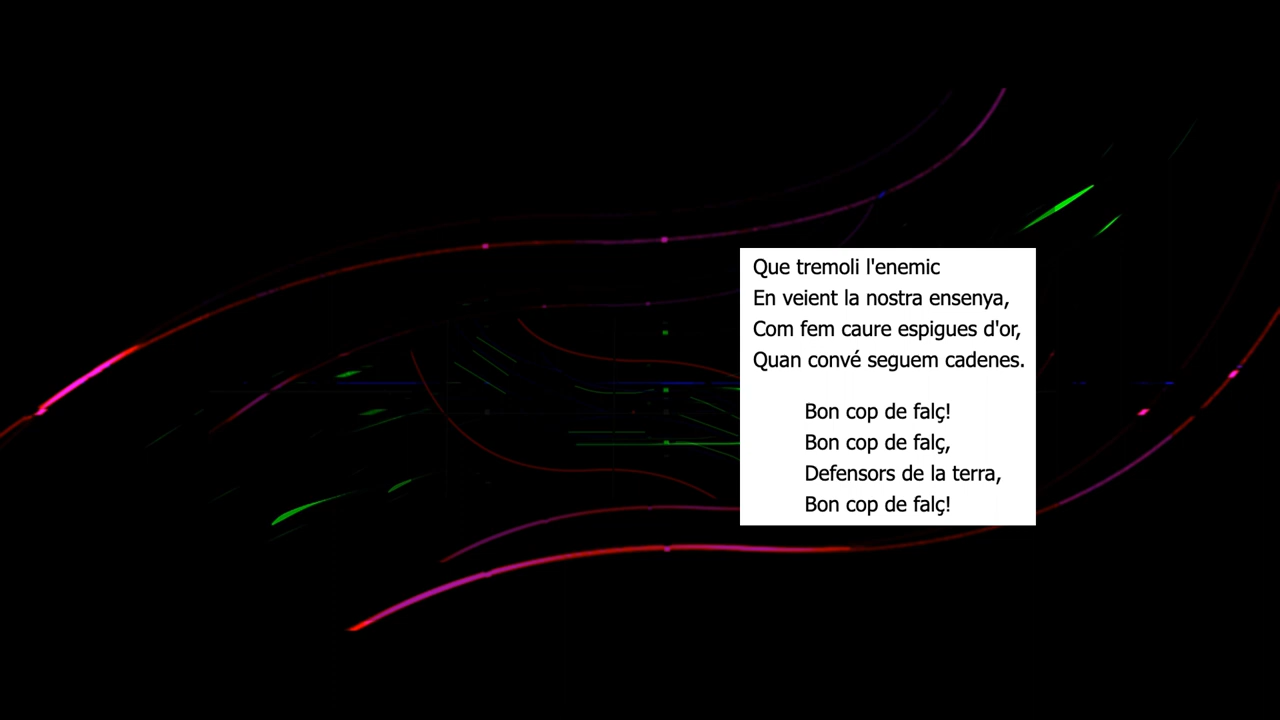 Que tremoli l'enemic
En veient la nostra ensenya,
Com fem caure espigues d'or,
Quan convé seguem cadenes.
Bon cop de falç!
Bon cop de falç,
Defensors de la terra,
Bon cop de falç!